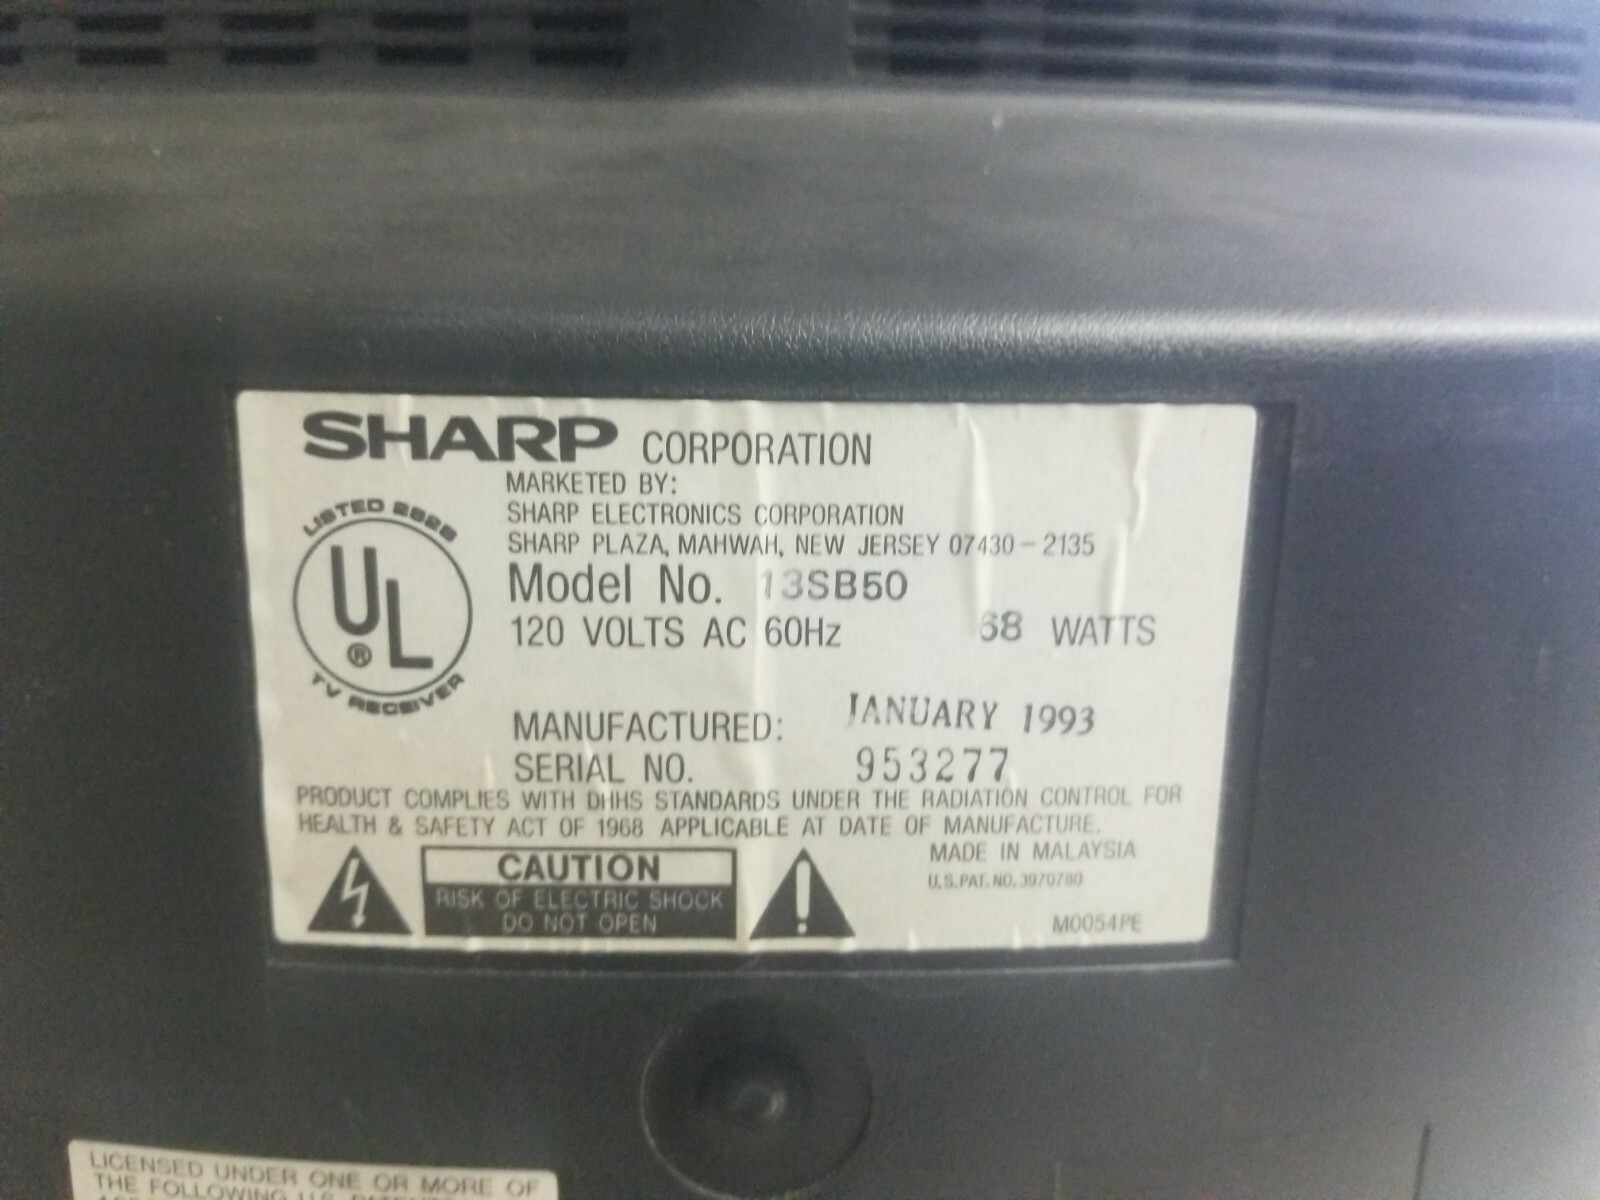 SHARP CORPORATION
MARKETED BY:
SHARP ELECTRONICS CORPORATION
SHARP PLAZA, MAHWAH, NEW JERSEY 07430-2135
LISTED 282B
UL
®
TV RECEIVER
Model No. 13SB50
120 VOLTS AC 60Hz 68 WATTS
MANUFACTURED: JANUARY 1993
SERIAL NO. 953277
PRODUCT COMPLIES WITH DHHS STANDARDS UNDER THE RADIATION CONTROL FOR
HEALTH & SAFETY ACT OF 1968 APPLICABLE AT DATE OF MANUFACTURE.
CAUTION
RISK OF ELECTRIC SHOCK
DO NOT OPEN
MADE IN MALAYSIA
U.S.PAT.NO.3970780
M0054PE
LICENSED UNDER ONE OR MORE OF
THE FOLLOWING U.S.